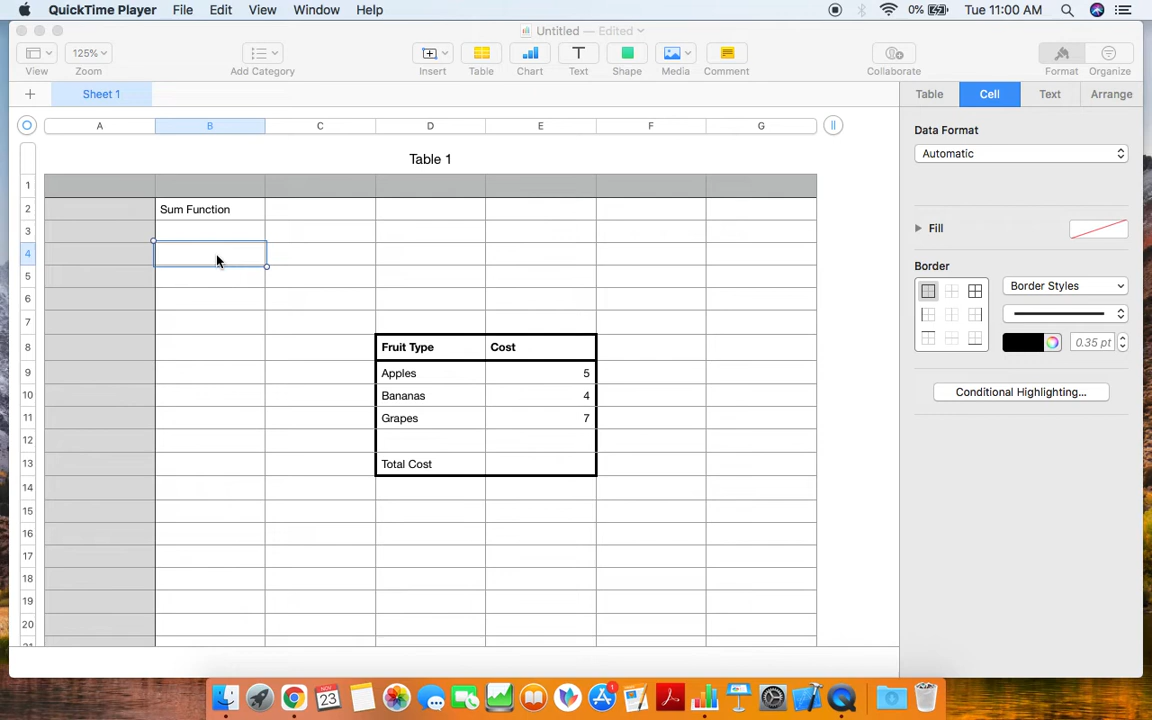 QuickTime Player File Edit View Window Help 0% Tue 11:00 AM
Untitled — Edited
125%
View Zoom Add Category Insert Table Chart Text Shape Media Comment Collaborate Format Organize
+ Sheet 1 Table Cell Text Arrange
A B C D E F G
Data Format
Automatic
Table 1
1
2 Sum Function
3
Fill
4
Border
5
Border Styles
6
7
0.35 pt
8 Fruit Type Cost
9 Apples 5
Conditional Highlighting...
10 Bananas 4
11 Grapes 7
12
13 Total Cost
14
15
16
17
18
19
20
NOV
23
1